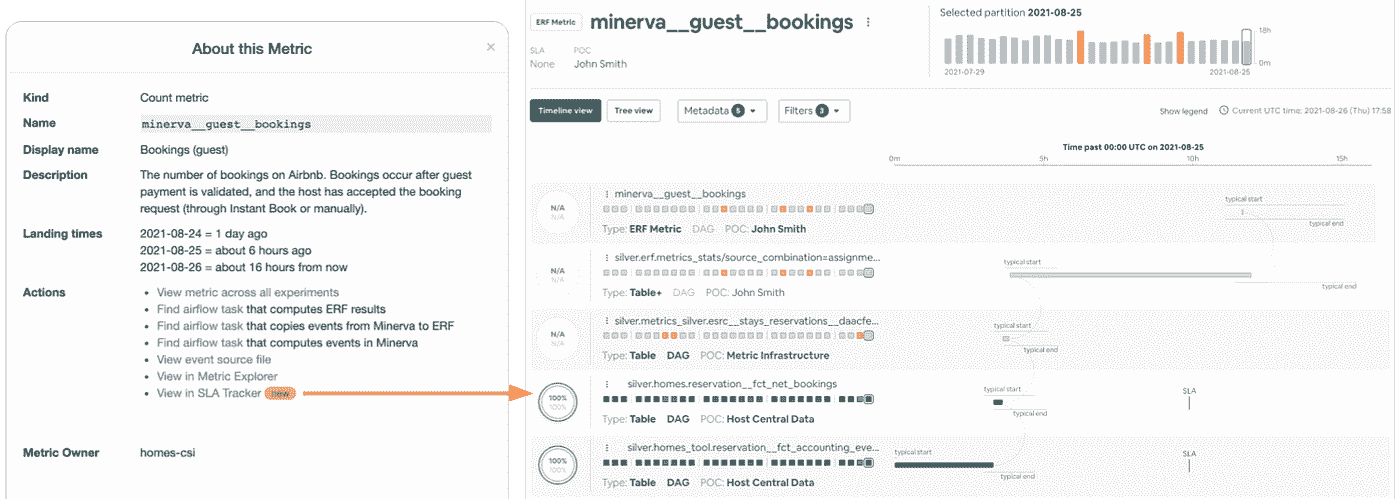 About this Metric
×
Kind Count metric
Name minerva__guest__bookings
Display name Bookings (guest)
Description The number of bookings on Airbnb. Bookings occur after guest
payment is validated, and the host has accepted the booking
request (through Instant Book or manually).
Landing times 2021-08-24 = 1 day ago
2021-08-25 = about 6 hours ago
2021-08-26 = about 16 hours from now
Actions • View metric across all experiments
• Find airflow task that computes ERF results
• Find airflow task that copies events from Minerva to ERF
• Find airflow task that computes events in Minerva
• View event source file
• View in Metric Explorer
• View in SLA Tracker new
Metric Owner homes-csi
ERF Metric minerva__guest__bookings
SLA POC
None John Smith
Selected partition 2021-08-25
18h
0m
2021-07-29 2021-08-25
Timeline view Tree view Metadata 5 Filters 3 Show legend Current UTC time: 2021-08-26 (Thu) 17:58
Time past 00:00 UTC on 2021-08-25
0m 5h 10h 15h
N/A
N/A
minerva__guest__bookings
Type: ERF Metric DAG POC: John Smith
typical start
typical end
N/A
N/A
silver.erf.metrics_stats/source_combination=assignme...
Type: Table+ DAG POC: John Smith
typical start
typical end
N/A
N/A
silver.metrics_silver.esrc__stays_reservations__daacfe...
Type: Table DAG POC: Metric Infrastructure
typical start
typical end
100%
100%
silver.homes.reservation__fct_net_bookings
Type: Table DAG POC: Host Central Data
typical start
typical end
SLA
100%
100%
silver.homes_tool.reservation__fct_accounting_eve...
Type: Table DAG POC: Host Central Data
typical start
typical end
SLA